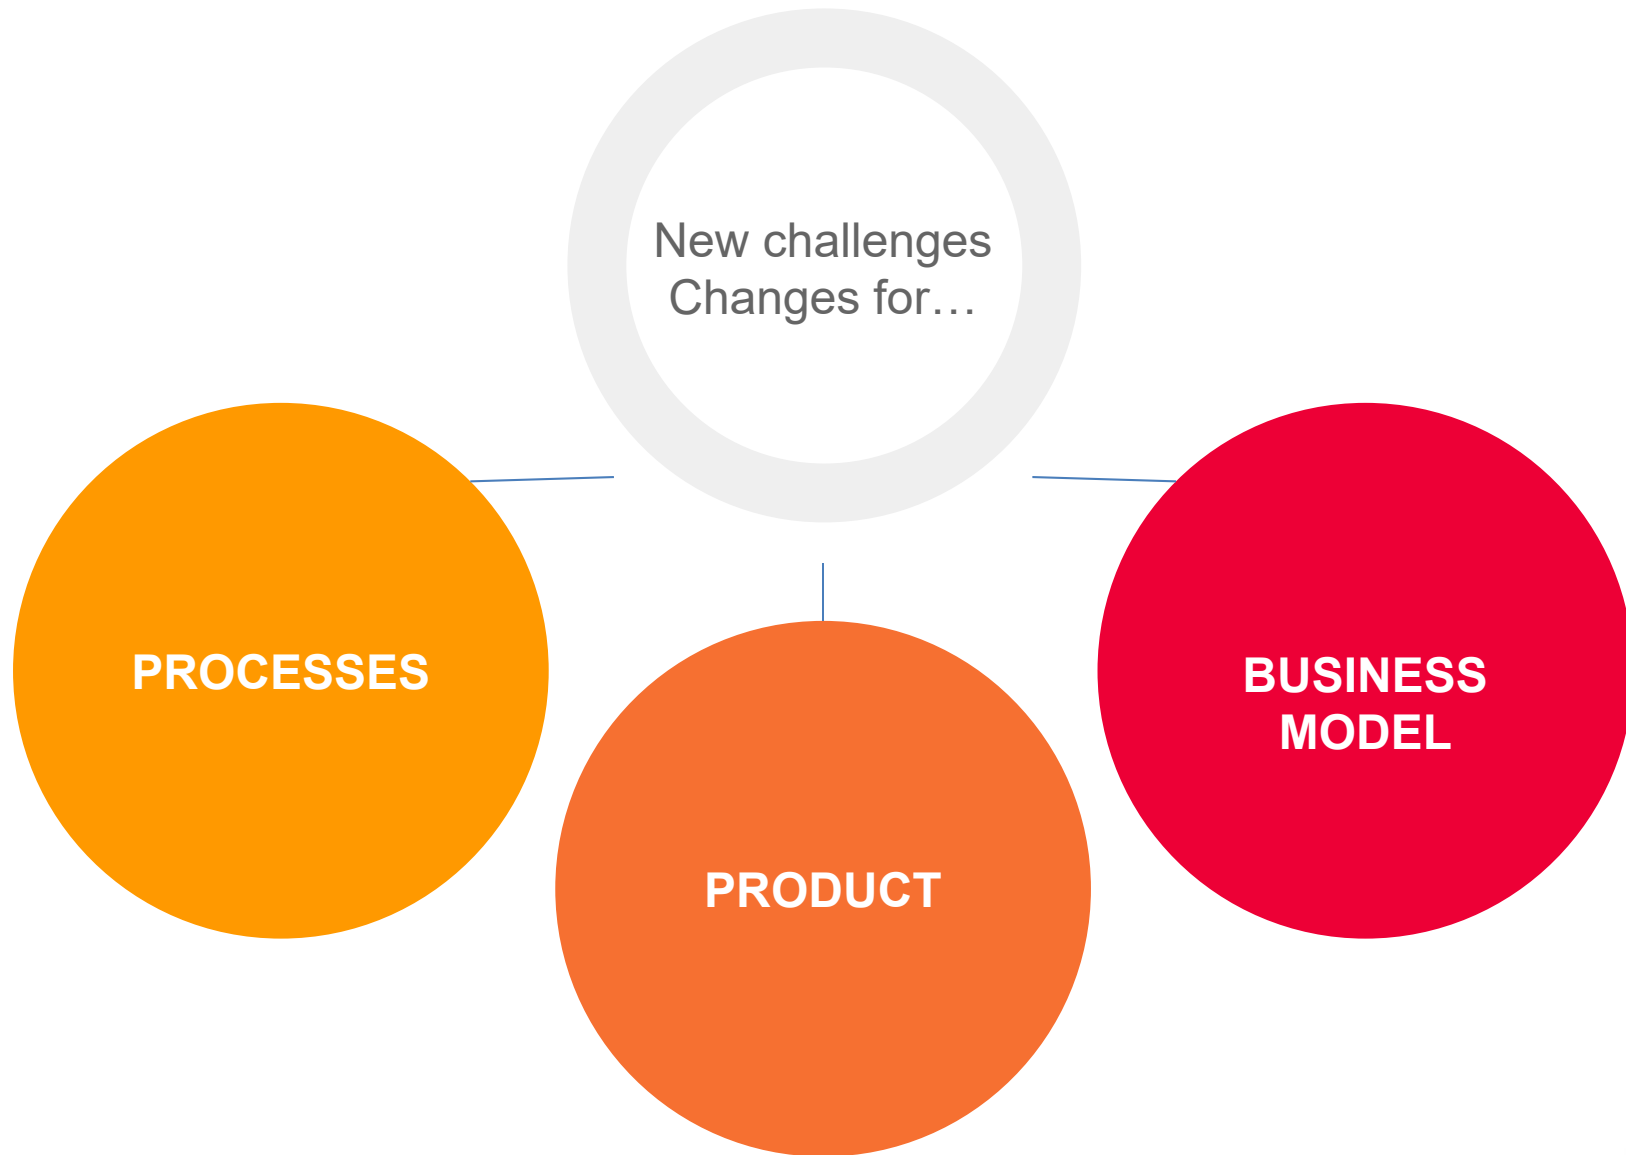 New challenges
Changes for…
PROCESSES
PRODUCT
BUSINESS
MODEL